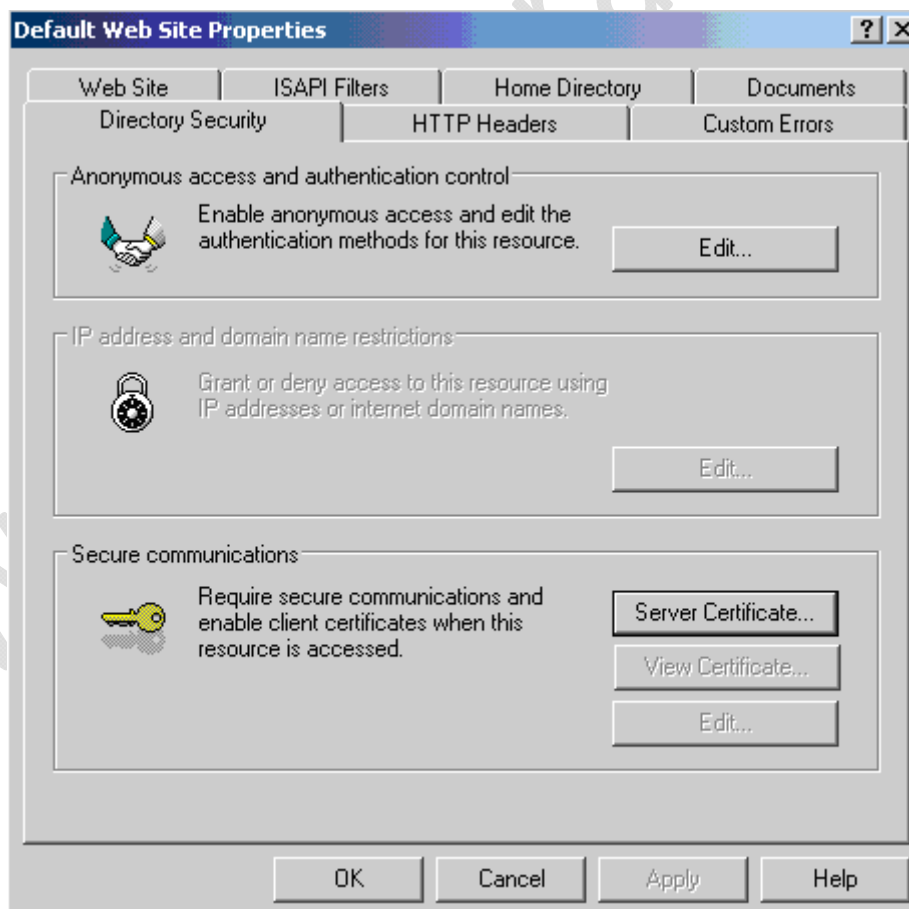 Default Web Site Properties
Web Site ISAPI Filters Home Directory Documents
Directory Security HTTP Headers Custom Errors
Anonymous access and authentication control
Enable anonymous access and edit the
authentication methods for this resource.
Edit...
IP address and domain name restrictions
Grant or deny access to this resource using
IP addresses or internet domain names.
Edit...
Secure communications
Require secure communications and
enable client certificates when this
resource is accessed.
Server Certificate...
View Certificate...
Edit...
OK Cancel Apply Help